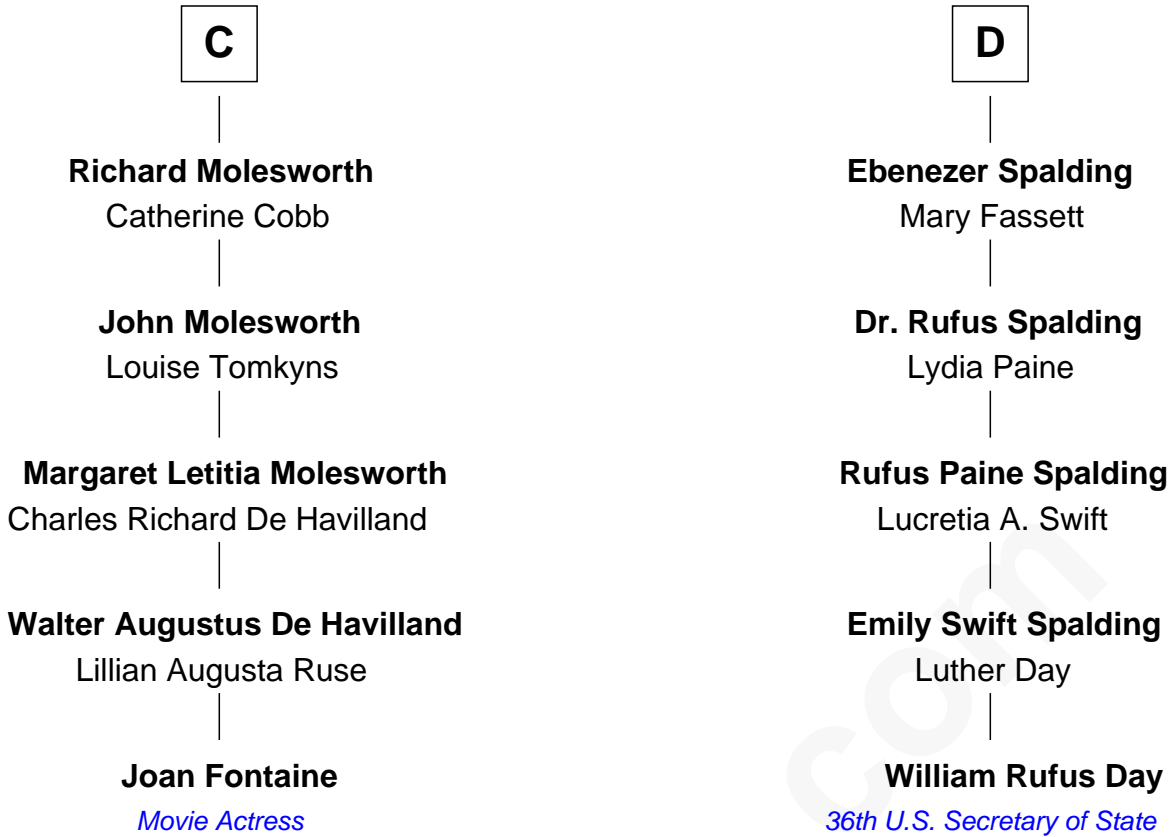 C
Richard Molesworth
Catherine Cobb
John Molesworth
Louise Tomkyns
Margaret Letitia Molesworth
Charles Richard De Havilland
Walter Augustus De Havilland
Lillian Augusta Ruse
Joan Fontaine
Movie Actress
D
Ebenezer Spalding
Mary Fassett
Dr. Rufus Spalding
Lydia Paine
Rufus Paine Spalding
Lucretia A. Swift
Emily Swift Spalding
Luther Day
William Rufus Day
36th U.S. Secretary of State
com